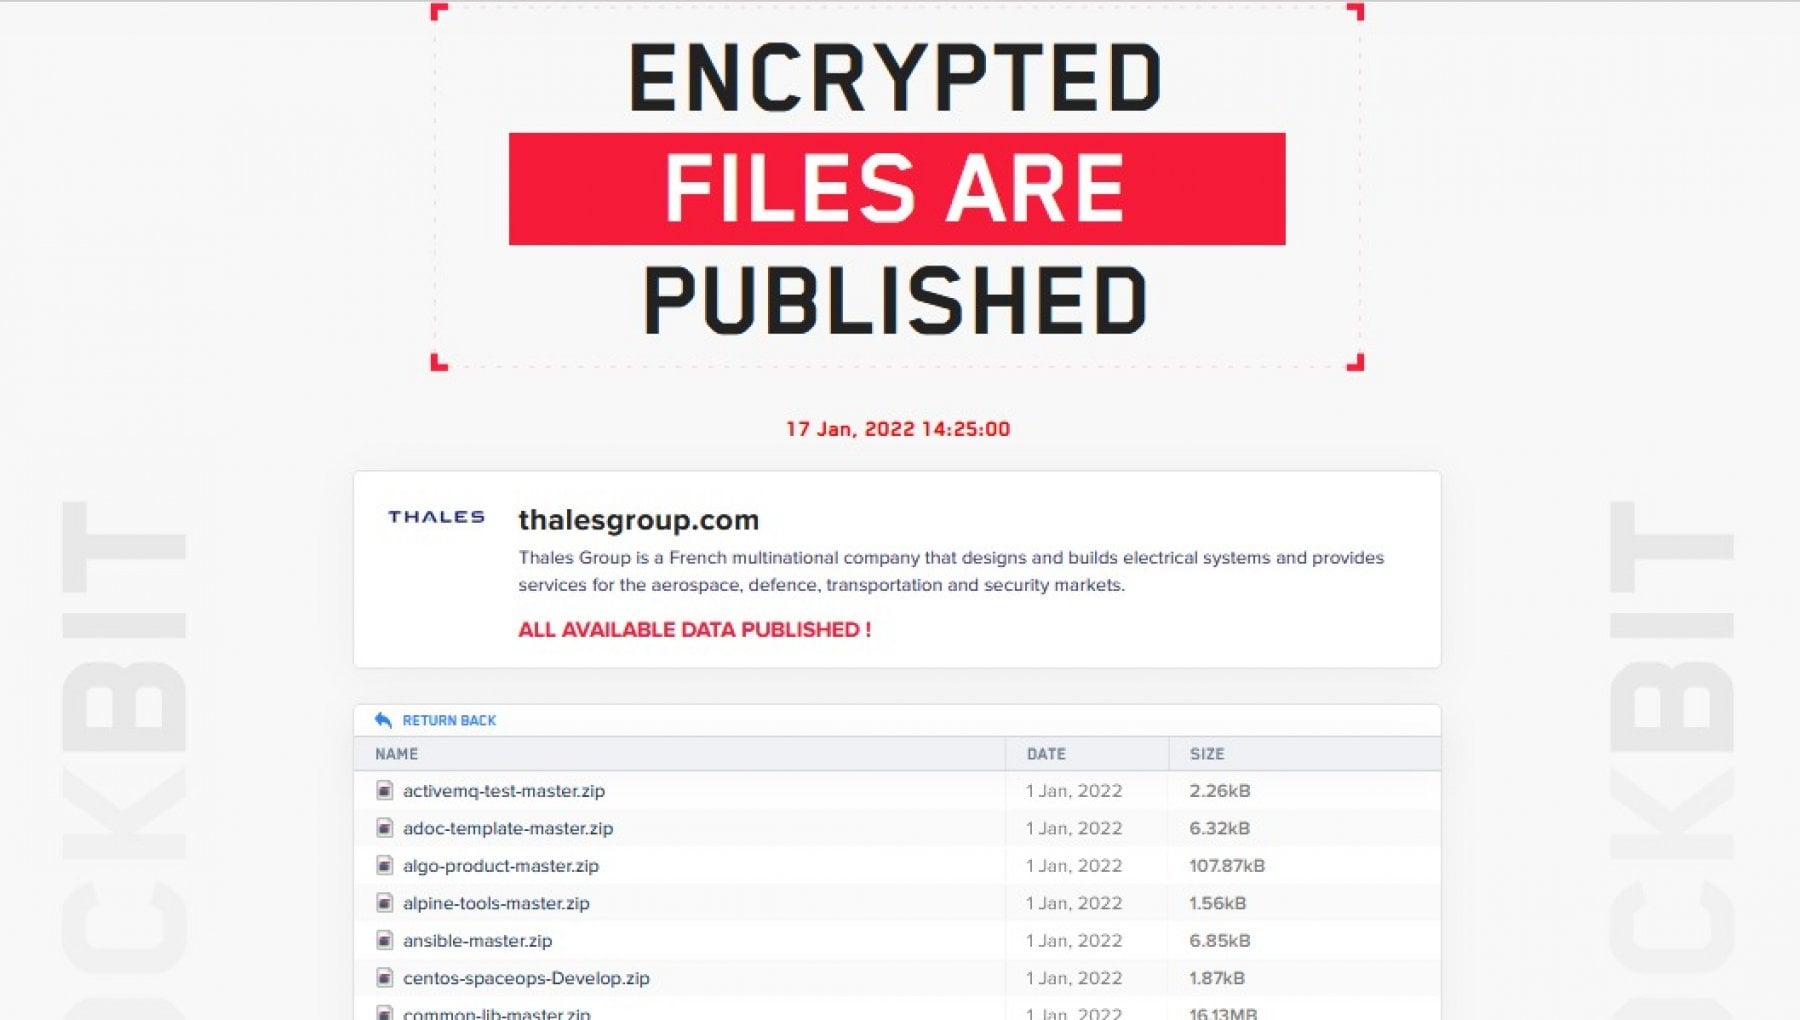 ENCRYPTED
FILES ARE
PUBLISHED
17 Jan, 2022 14:25:00
THALES
thalesgroup.com
Thales Group is a French multinational company that designs and builds electrical systems and provides
services for the aerospace, defence, transportation and security markets.
ALL AVAILABLE DATA PUBLISHED !
RETURN BACK
NAME DATE SIZE
activemq-test-master.zip 1 Jan, 2022 2.26kB
adoc-template-master.zip 1 Jan, 2022 6.32kB
algo-product-master.zip 1 Jan, 2022 107.87kB
alpine-tools-master.zip 1 Jan, 2022 1.56kB
ansible-master.zip 1 Jan, 2022 6.85kB
centos-spaceops-Develop.zip 1 Jan, 2022 1.87kB
common-lib-master.zip 1 Jan, 2022 16.13MB
OCKBIT
OCKBIT